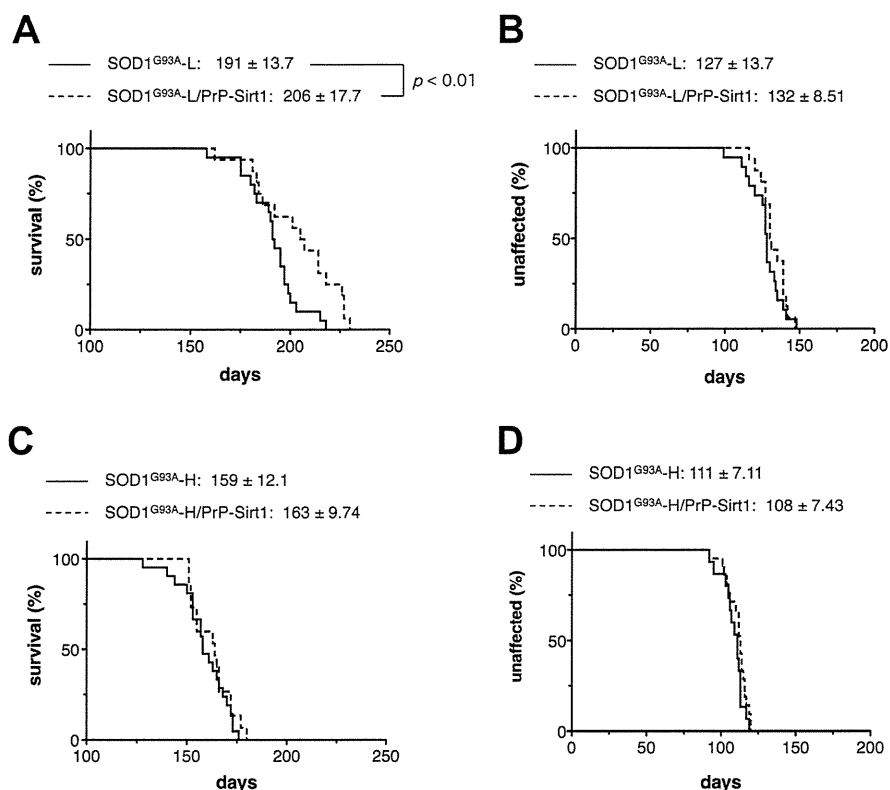 A
SOD1G93A-L: 191 ± 13.7
SOD1G93A-L/PrP-Sirt1: 206 ± 17.7
p < 0.01
survival (%)
100
50
0
100 150 200 250
days
B
SOD1G93A-L: 127 ± 13.7
SOD1G93A-L/PrP-Sirt1: 132 ± 8.51
unaffected (%)
100
50
0
0 50 100 150 200
days
C
SOD1G93A-H: 159 ± 12.1
SOD1G93A-H/PrP-Sirt1: 163 ± 9.74
survival (%)
100
50
0
100 150 200 250
days
D
SOD1G93A-H: 111 ± 7.11
SOD1G93A-H/PrP-Sirt1: 108 ± 7.43
unaffected (%)
100
50
0
0 50 100 150 200
days